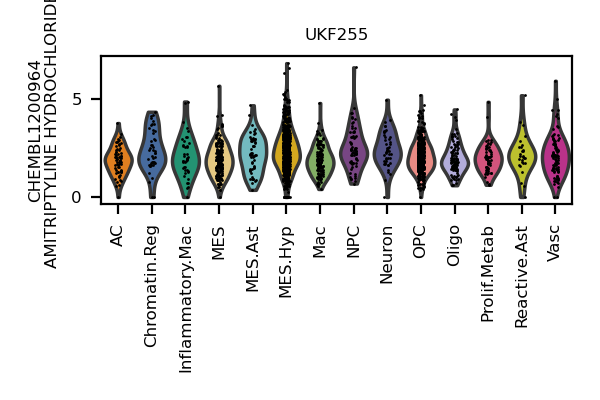 UKF255
CHEMBL1200964
AMITRIPTYLINE HYDROCHLORIDE
5
0
AC
Chromatin.Reg
Inflammatory.Mac
MES
MES.Ast
MES.Hyp
Mac
NPC
Neuron
OPC
Oligo
Prolif.Metab
Reactive.Ast
Vasc